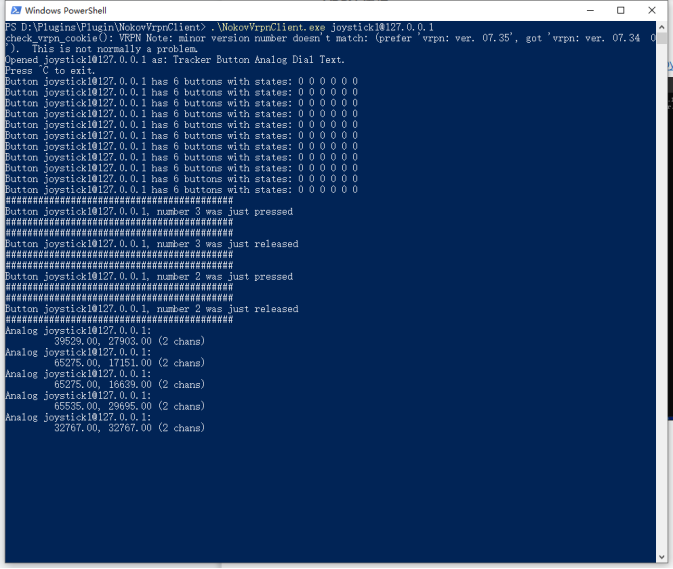 Windows PowerShell
PS D:\Plugins\Plugin\NokovVrpnClient> .\NokovVrpnClient.exe joystick1@127.0.0.1
check_vrpn_cookie(): VRPN Note: minor version number doesn't match: (prefer 'vrpn: ver. 07.35', got 'vrpn: ver. 07.34  0
').  This is not normally a problem.
Opened joystick1@127.0.0.1 as: Tracker Button Analog Dial Text.
Press ^C to exit.
Button joystick1@127.0.0.1 has 6 buttons with states: 0 0 0 0 0 0
Button joystick1@127.0.0.1 has 6 buttons with states: 0 0 0 0 0 0
Button joystick1@127.0.0.1 has 6 buttons with states: 0 0 0 0 0 0
Button joystick1@127.0.0.1 has 6 buttons with states: 0 0 0 0 0 0
Button joystick1@127.0.0.1 has 6 buttons with states: 0 0 0 0 0 0
Button joystick1@127.0.0.1 has 6 buttons with states: 0 0 0 0 0 0
Button joystick1@127.0.0.1 has 6 buttons with states: 0 0 0 0 0 0
Button joystick1@127.0.0.1 has 6 buttons with states: 0 0 0 0 0 0
Button joystick1@127.0.0.1 has 6 buttons with states: 0 0 0 0 0 0
Button joystick1@127.0.0.1 has 6 buttons with states: 0 0 0 0 0 0
Button joystick1@127.0.0.1 has 6 buttons with states: 0 0 0 0 0 0
##########################################
Button joystick1@127.0.0.1, number 3 was just pressed
##########################################
##########################################
Button joystick1@127.0.0.1, number 3 was just released
##########################################
##########################################
Button joystick1@127.0.0.1, number 2 was just pressed
##########################################
##########################################
Button joystick1@127.0.0.1, number 2 was just released
##########################################
Analog joystick1@127.0.0.1:
39529.00, 27903.00 (2 chans)
Analog joystick1@127.0.0.1:
65275.00, 17151.00 (2 chans)
Analog joystick1@127.0.0.1:
65275.00, 16639.00 (2 chans)
Analog joystick1@127.0.0.1:
65535.00, 29695.00 (2 chans)
Analog joystick1@127.0.0.1:
32767.00, 32767.00 (2 chans)